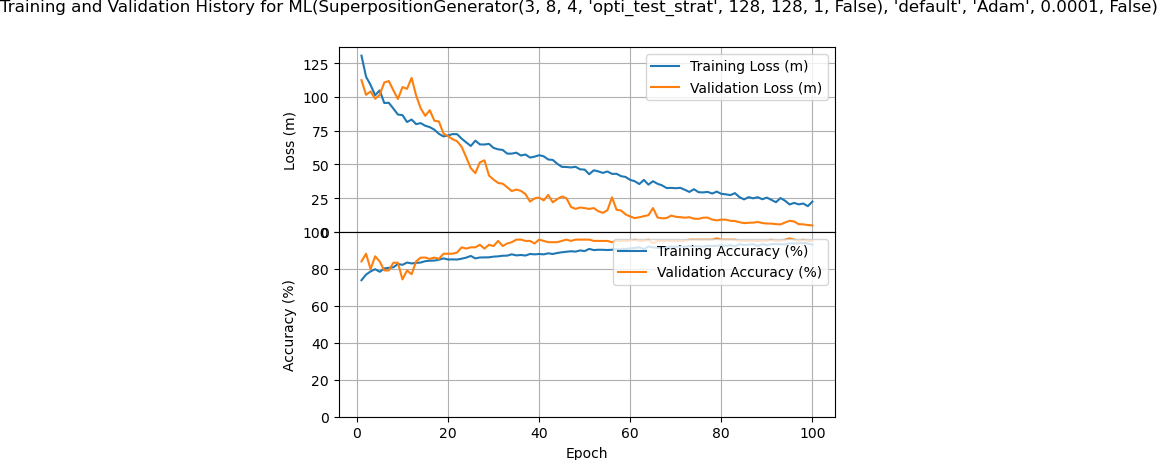 Training and Validation History for ML(SuperpositionGenerator(3, 8, 4, 'opti_test_strat', 128, 128, 1, False), 'default', 'Adam', 0.0001, False)
125
100
75
50
25
0
Loss (m)
Training Loss (m)
Validation Loss (m)
100
80
60
40
20
0
Accuracy (%)
Training Accuracy (%)
Validation Accuracy (%)
0 20 40 60 80 100
Epoch